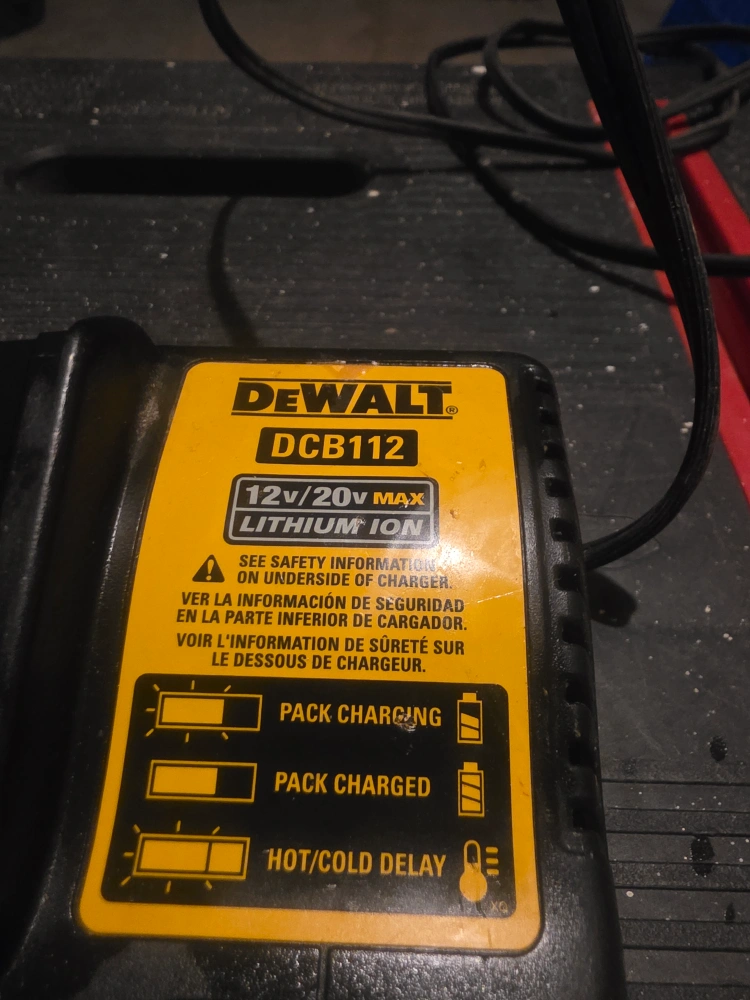 DEWALT®
DCB112
12V/20V MAX
LITHIUM ION
SEE SAFETY INFORMATION
ON UNDERSIDE OF CHARGER.
VER LA INFORMACIÓN DE SEGURIDAD
EN LA PARTE INFERIOR DE CARGADOR.
VOIR L'INFORMATION DE SÛRETÉ SUR
LE DESSOUS DE CHARGEUR.
PACK CHARGING
PACK CHARGED
HOT/COLD DELAY